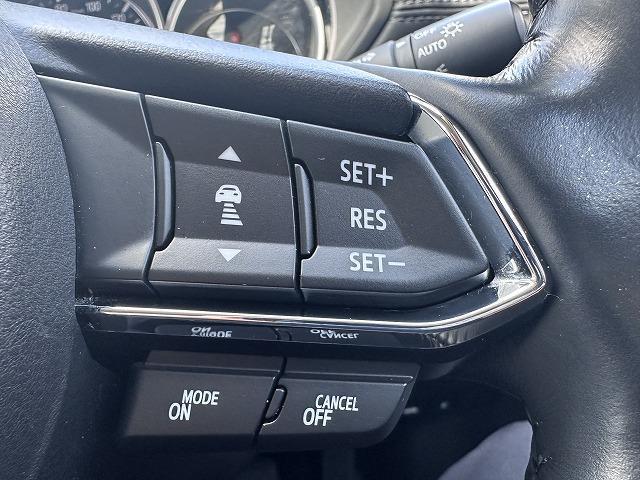 OFF
AUTO
SET+
RES
SET−
MODE
ON
CANCEL
OFF